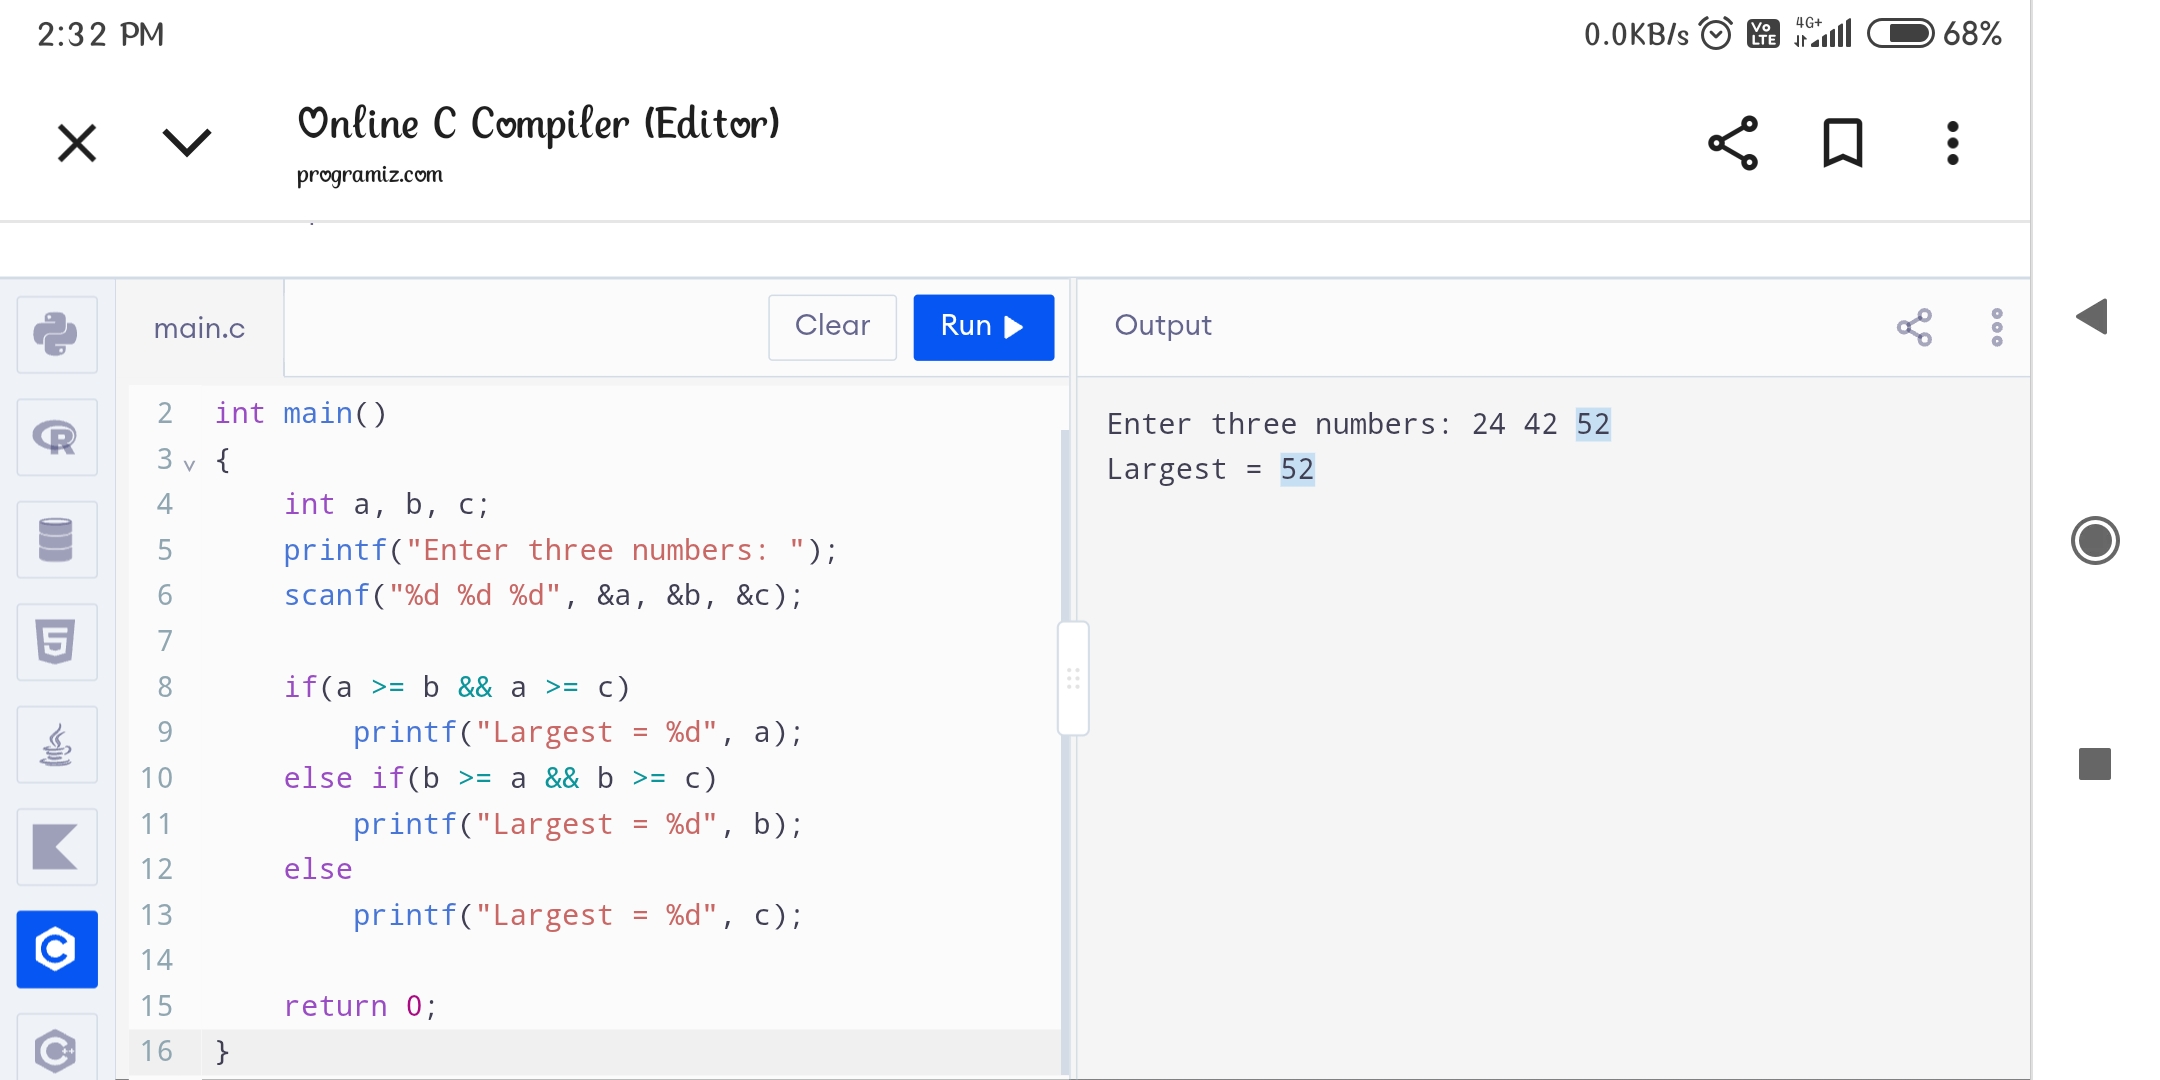 2:32 PM
0.0KB/s Vo LTE 4G+ 68%
Online C Compiler (Editor)
programiz.com
main.c
Clear
Run
Output
2 int main()
3 {
4     int a, b, c;
5     printf("Enter three numbers: ");
6     scanf("%d %d %d", &a, &b, &c);
7
8     if(a >= b && a >= c)
9         printf("Largest = %d", a);
10     else if(b >= a && b >= c)
11         printf("Largest = %d", b);
12     else
13         printf("Largest = %d", c);
14
15     return 0;
16 }
Enter three numbers: 24 42 52
Largest = 52